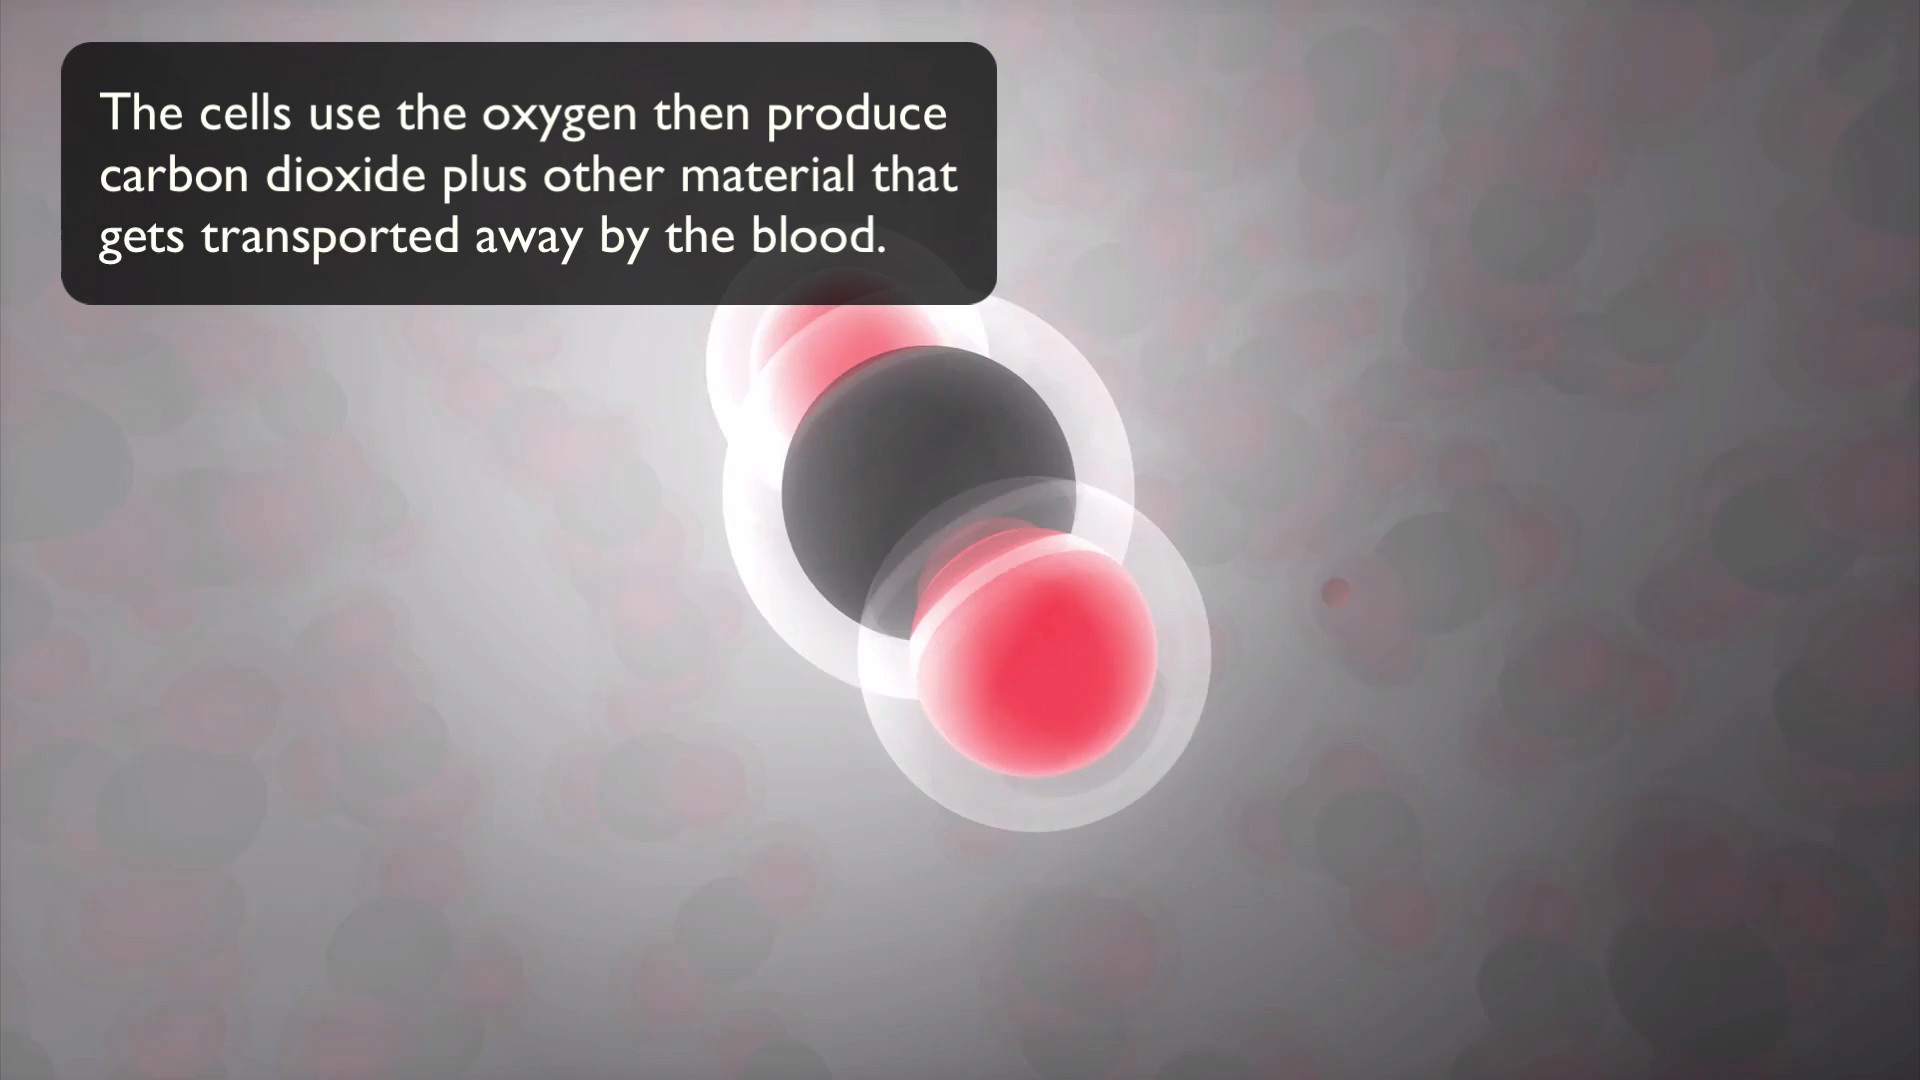 The cells use the oxygen then produce
carbon dioxide plus other material that
gets transported away by the blood.